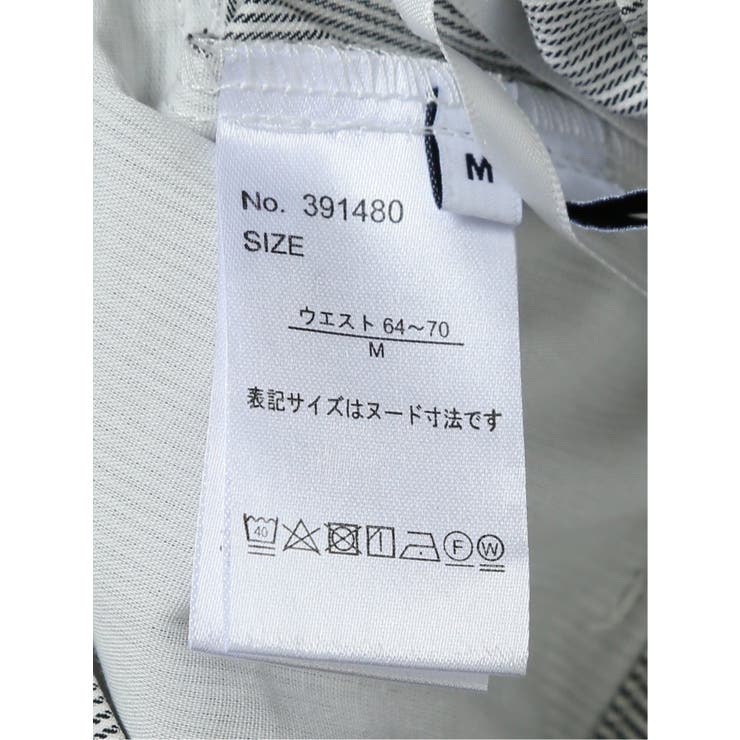 M
No. 391480
SIZE
ウエスト 64～70
M
表記サイズはヌード寸法です
40 F W